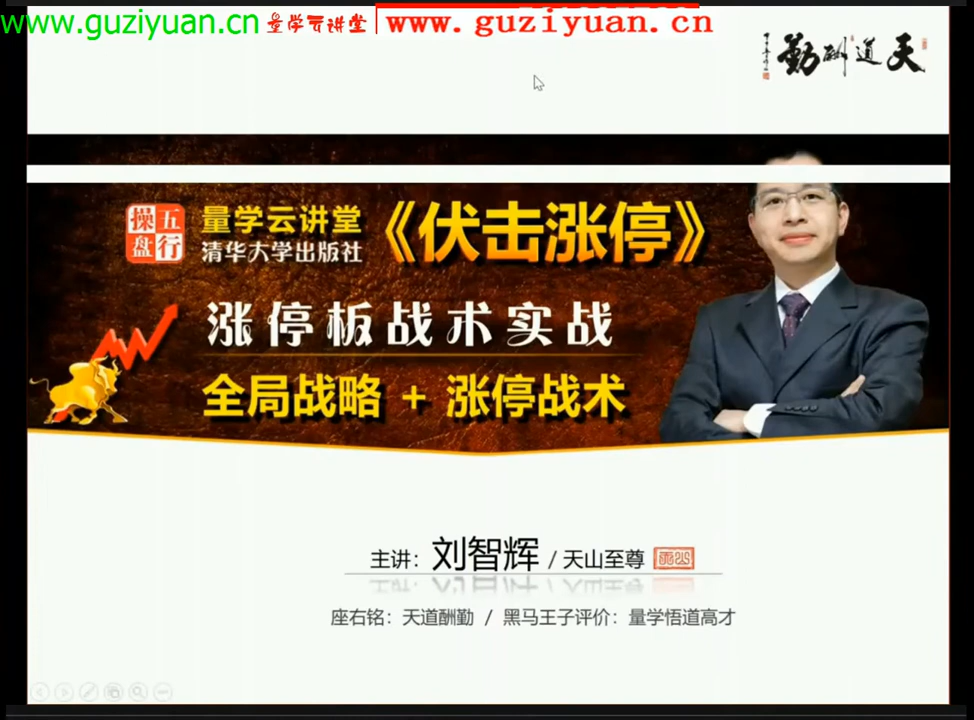 www.guziyuan.cn 量学云讲堂 www.guziyuan.cn
勤酬道天
操盘五行
量学云讲堂
清华大学出版社
《伏击涨停》
涨停板战术实战
全局战略 + 涨停战术
主讲：刘智辉 / 天山至尊
座右铭：天道酬勤 / 黑马王子评价：量学悟道高才